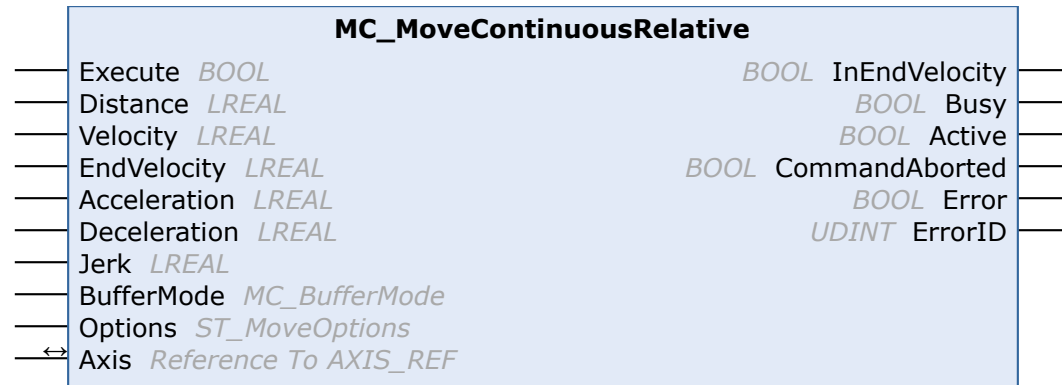 MC_MoveContinuousRelative
Execute BOOL BOOL InEndVelocity
Distance LREAL BOOL Busy
Velocity LREAL BOOL Active
EndVelocity LREAL BOOL CommandAborted
Acceleration LREAL BOOL Error
Deceleration LREAL UDINT ErrorID
Jerk LREAL
BufferMode MC_BufferMode
Options ST_MoveOptions
Axis Reference To AXIS_REF